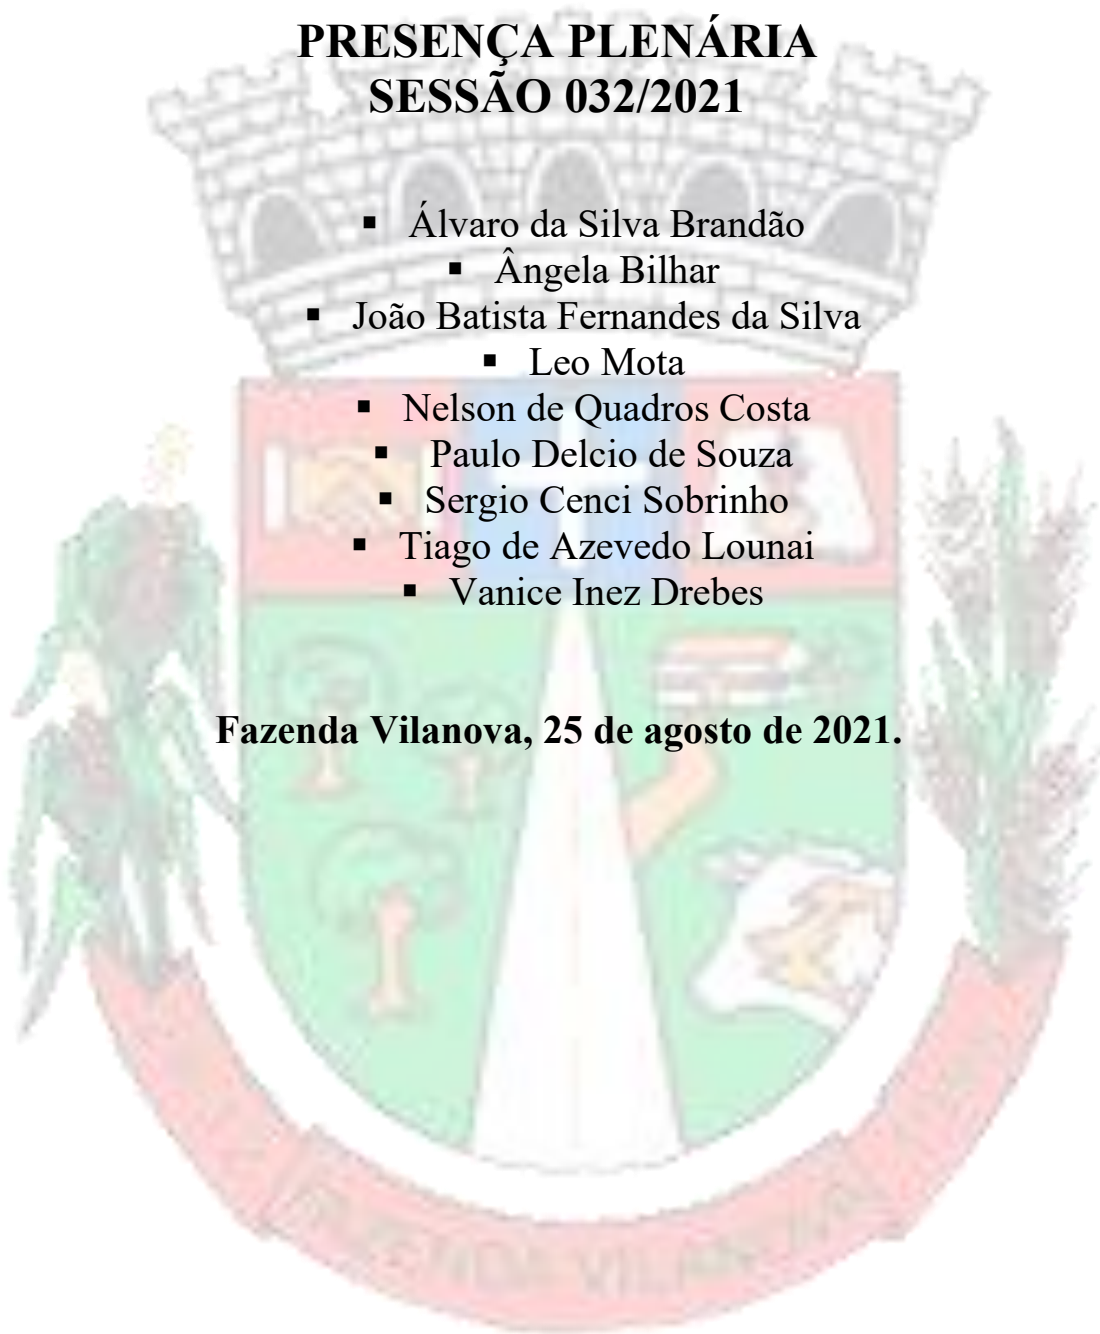 PRESENÇA PLENÁRIA
SESSÃO 032/2021
▪ Álvaro da Silva Brandão
▪ Ângela Bilhar
▪ João Batista Fernandes da Silva
▪ Leo Mota
▪ Nelson de Quadros Costa
▪ Paulo Delcio de Souza
▪ Sergio Cenci Sobrinho
▪ Tiago de Azevedo Lounai
▪ Vanice Inez Drebes
Fazenda Vilanova, 25 de agosto de 2021.
FAZENDA VILANOVA